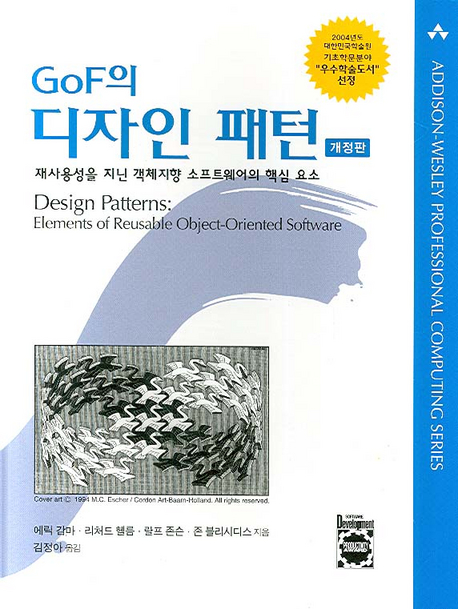 2004년도
대한민국학술원
기초학문분야
"우수학술도서"
선정
GoF의
디자인 패턴 개정판
재사용성을 지닌 객체지향 소프트웨어의 핵심 요소
Design Patterns:
Elements of Reusable Object-Oriented Software
ADDISON-WESLEY PROFESSIONAL COMPUTING SERIES
Cover art © 1994 M.C. Escher / Cordon Art-Baarn-Holland. All rights reserved.
에릭 감마 · 리처드 헬름 · 랄프 존슨 · 존 블리시디스 지음
김정아 옮김
SOFTWARE
Development
PRODUCTIVITY